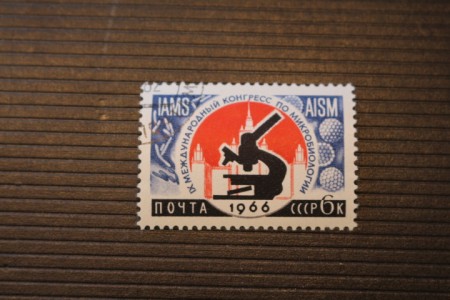 IAMS AISM
IX МЕЖДУНАРОДНЫЙ КОНГРЕСС ПО МИКРОБИОЛОГИИ
ПОЧТА 1966 СССР 6К